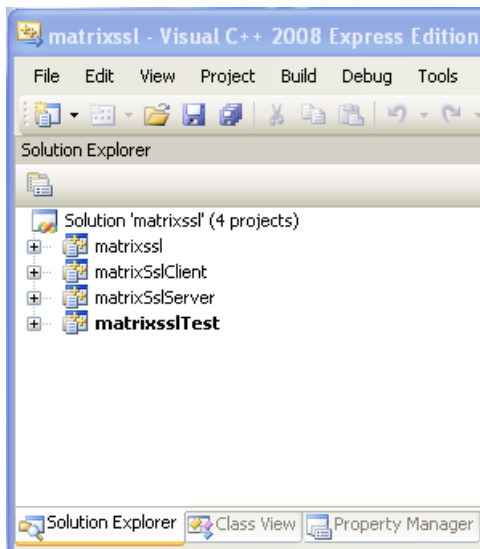 matrixssl - Visual C++ 2008 Express Edition
File Edit View Project Build Debug Tools
Solution Explorer
Solution 'matrixssl' (4 projects)
matrixssl
matrixSslClient
matrixSslServer
matrixsslTest
Solution Explorer Class View Property Manager